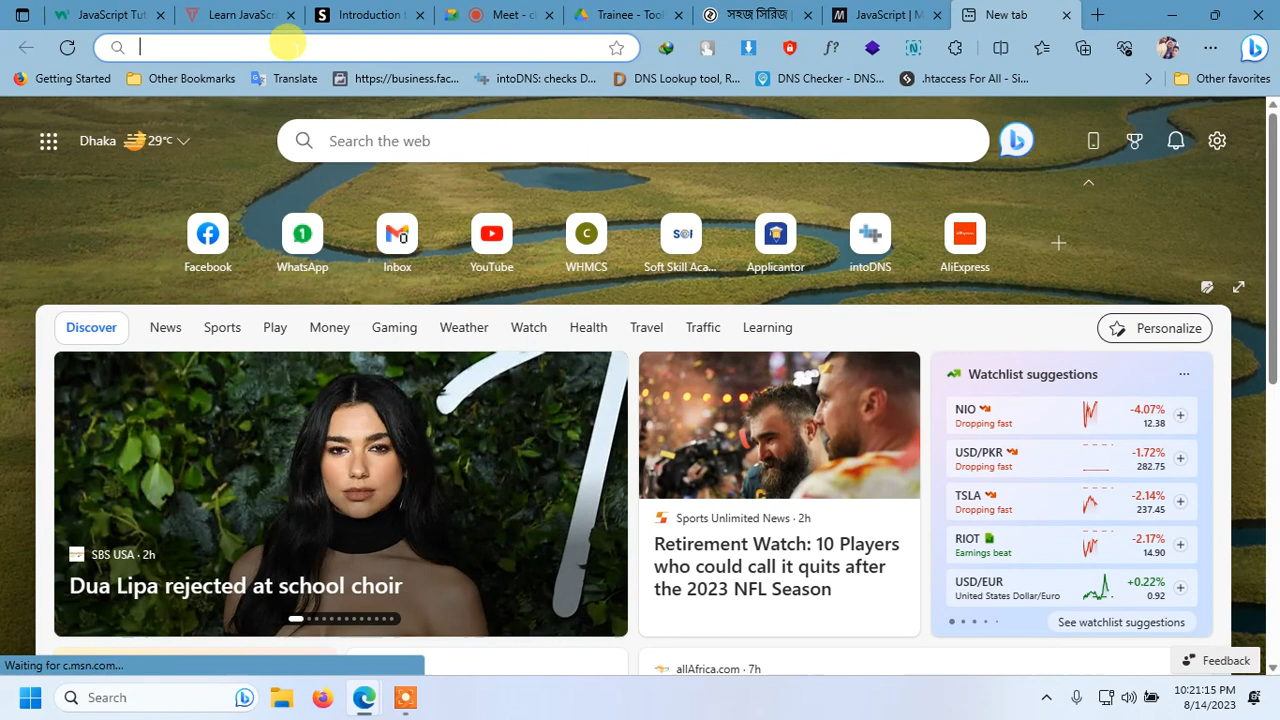 JavaScript Tut
Learn JavaScri
Introduction t
Meet - c
Trainee - Tool
সহজ সিরিজ
JavaScript | M
New tab
Getting Started
Other Bookmarks
Translate
https://business.fac...
intoDNS: checks D...
DNS Lookup tool, R...
DNS Checker - DNS...
.htaccess For All - Si...
Other favorites
Dhaka
29°C
Search the web
Facebook
WhatsApp
Inbox
YouTube
WHMCS
Soft Skill Aca...
Applicantor
intoDNS
AliExpress
Discover
News
Sports
Play
Money
Gaming
Weather
Watch
Health
Travel
Traffic
Learning
Personalize
SBS USA · 2h
Dua Lipa rejected at school choir
Sports Unlimited News · 2h
Retirement Watch: 10 Players
who could call it quits after
the 2023 NFL Season
Watchlist suggestions
NIO
-4.07%
Dropping fast
12.38
USD/PKR
-1.72%
Dropping fast
282.75
TSLA
-2.14%
Dropping fast
237.45
RIOT
-2.17%
Earnings beat
14.90
USD/EUR
+0.22%
United States Dollar/Euro
0.92
See watchlist suggestions
allAfrica.com · 7h
Feedback
Waiting for c.msn.com...
Search
10:21:15 PM
8/14/2023